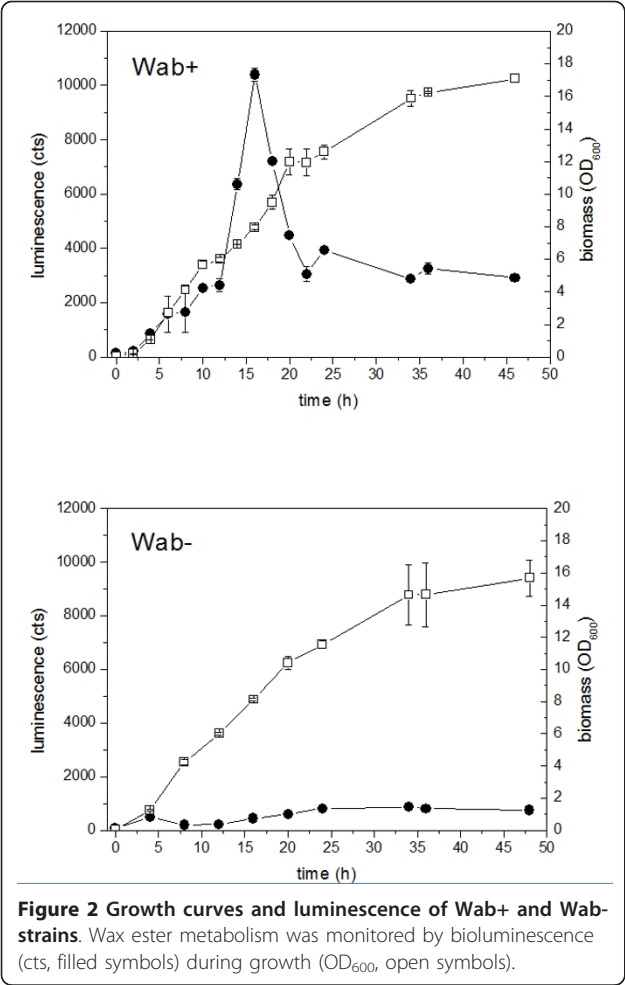 Wab+
12000
10000
8000
6000
4000
2000
0
luminescence (cts)
20
18
16
14
12
10
8
6
4
2
0
biomass (OD600)
0 5 10 15 20 25 30 35 40 45 50
time (h)
Wab-
12000
10000
8000
6000
4000
2000
0
luminescence (cts)
20
18
16
14
12
10
8
6
4
2
0
biomass (OD600)
0 5 10 15 20 25 30 35 40 45 50
time (h)
Figure 2 Growth curves and luminescence of Wab+ and Wab-
strains. Wax ester metabolism was monitored by bioluminescence
(cts, filled symbols) during growth (OD600, open symbols).